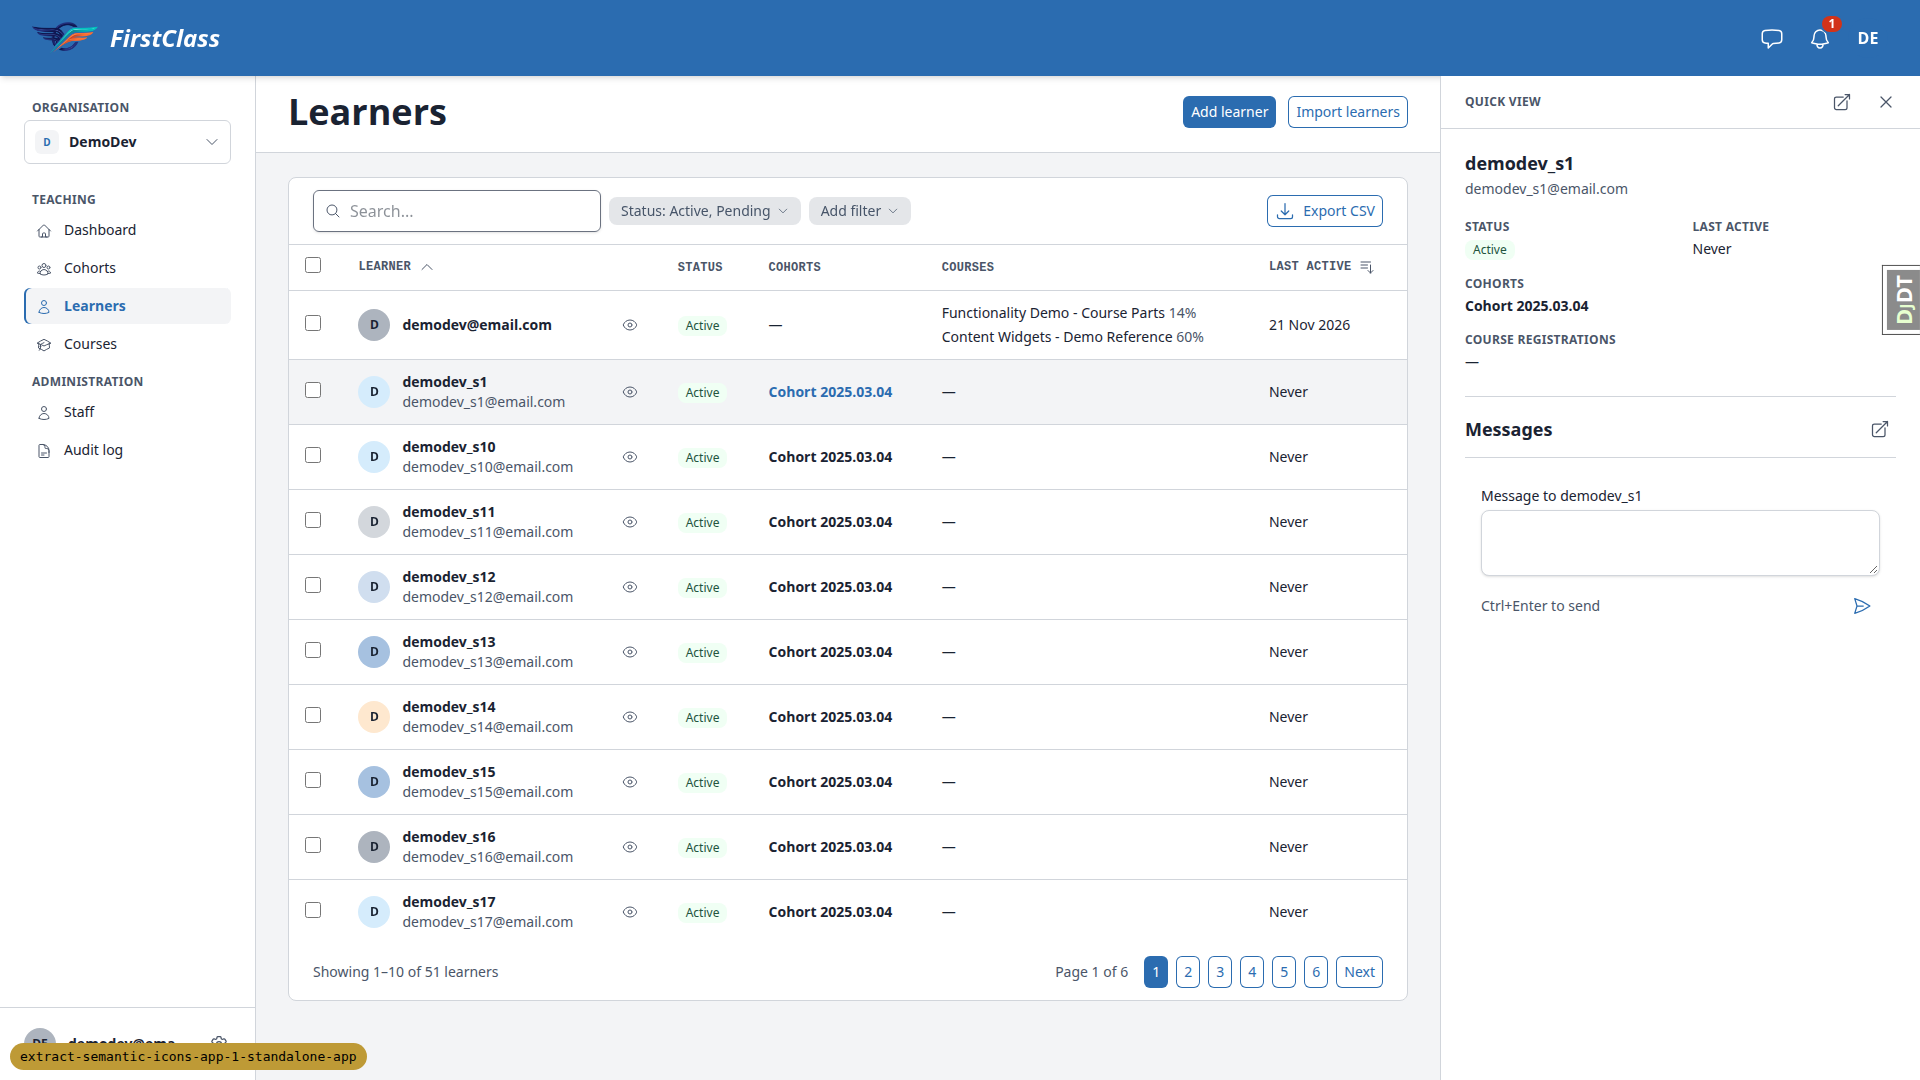 FirstClass
1
DE
ORGANISATION
D DemoDev
TEACHING
Dashboard
Cohorts
Learners
Courses
ADMINISTRATION
Staff
Audit log
extract-semantic-icons-app-1-standalone-app
Learners
Add learner
Import learners
Search...
Status: Active, Pending
Add filter
Export CSV
LEARNER STATUS COHORTS COURSES LAST ACTIVE
D demodev@email.com Active — Functionality Demo - Course Parts 14% 21 Nov 2026
Content Widgets - Demo Reference 60%
D demodev_s1 Active Cohort 2025.03.04 — Never
demodev_s1@email.com
D demodev_s10 Active Cohort 2025.03.04 — Never
demodev_s10@email.com
D demodev_s11 Active Cohort 2025.03.04 — Never
demodev_s11@email.com
D demodev_s12 Active Cohort 2025.03.04 — Never
demodev_s12@email.com
D demodev_s13 Active Cohort 2025.03.04 — Never
demodev_s13@email.com
D demodev_s14 Active Cohort 2025.03.04 — Never
demodev_s14@email.com
D demodev_s15 Active Cohort 2025.03.04 — Never
demodev_s15@email.com
D demodev_s16 Active Cohort 2025.03.04 — Never
demodev_s16@email.com
D demodev_s17 Active Cohort 2025.03.04 — Never
demodev_s17@email.com
Showing 1–10 of 51 learners
Page 1 of 6 1 2 3 4 5 6 Next
QUICK VIEW
demodev_s1
demodev_s1@email.com
STATUS LAST ACTIVE
Active Never
COHORTS
Cohort 2025.03.04
COURSE REGISTRATIONS
—
Messages
Message to demodev_s1
Ctrl+Enter to send
DjDT